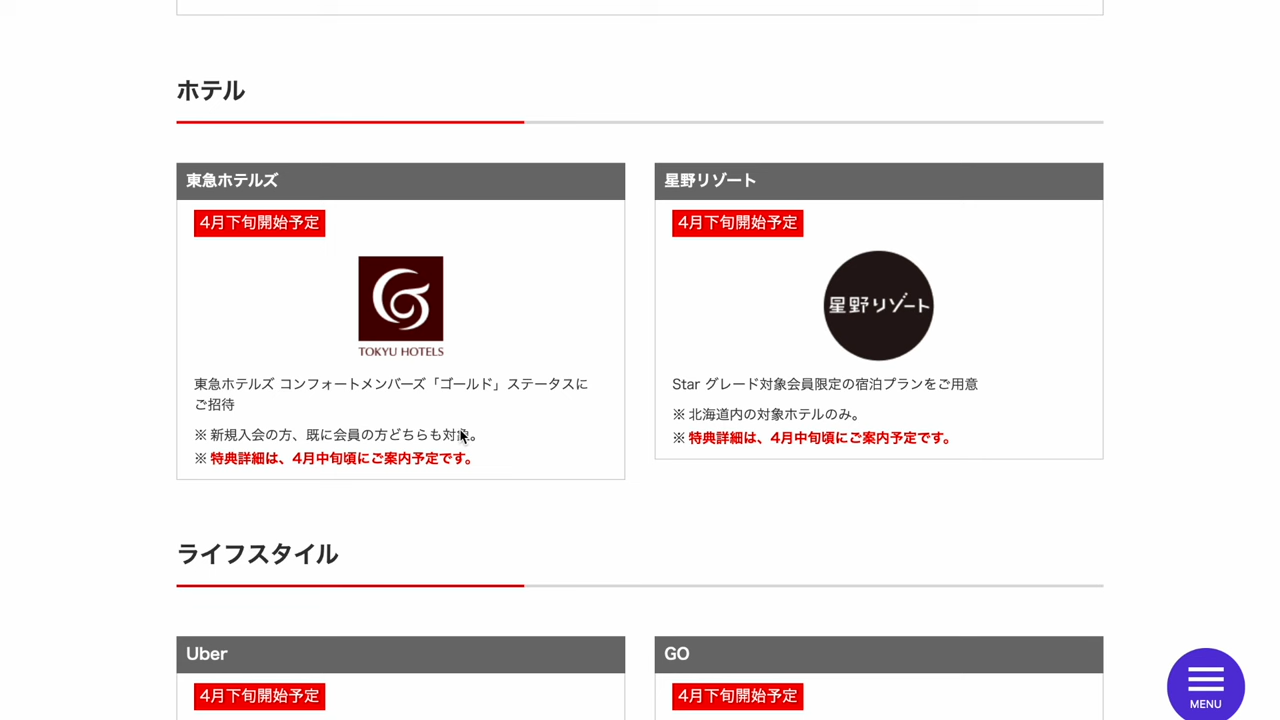 ホテル
東急ホテルズ
4月下旬開始予定
TOKYU HOTELS
東急ホテルズ コンフォートメンバーズ「ゴールド」ステータスに
ご招待
※ 新規入会の方、既に会員の方どちらも対象。
※ 特典詳細は、4月中旬頃にご案内予定です。
星野リゾート
4月下旬開始予定
星野リゾート
Star グレード対象会員限定の宿泊プランをご用意
※ 北海道内の対象ホテルのみ。
※ 特典詳細は、4月中旬頃にご案内予定です。
ライフスタイル
Uber
4月下旬開始予定
GO
4月下旬開始予定
MENU